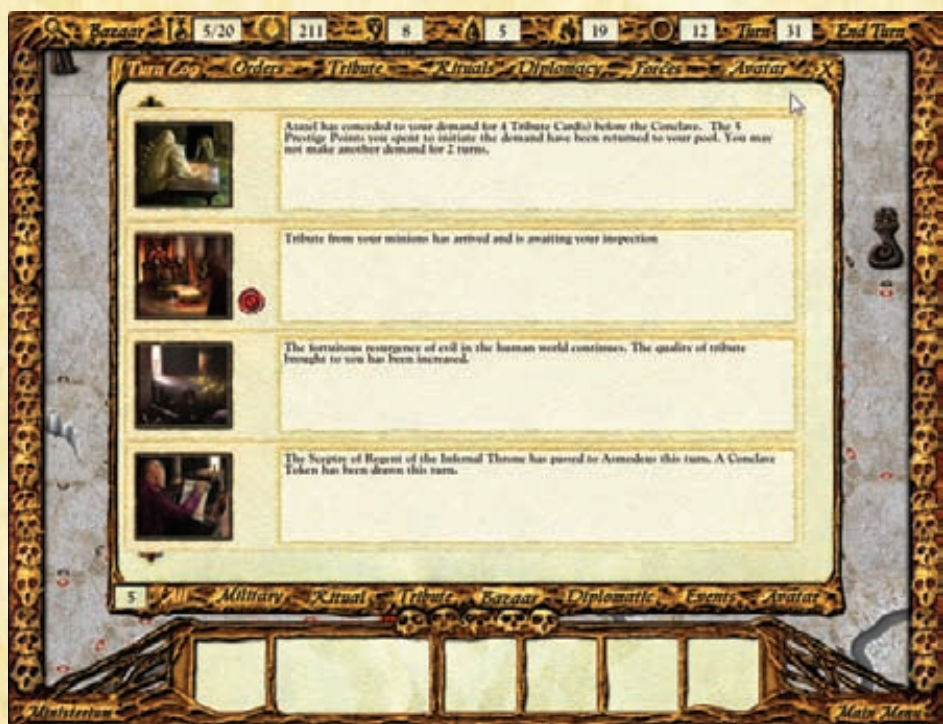 Bazaar 5/20 211 8 5 19 12 Turn 31 End Turn
Turn Log Orders Tribute Rituals Diplomacy Forces Avatar X
Azazel has conceded to your demand for 4 Tribute Card(s) before the Conclave. The 5
Prestige Points you spent to initiate the demand have been returned to your pool. You may
not make another demand for 2 turns.
Tribute from your minions has arrived and is awaiting your inspection
The fortuitous resurgence of evil in the human world continues. The quality of tribute
brought to you has been increased.
The Sceptre of Regent of the Infernal Throne has passed to Asmodeus this turn. A Conclave
Token has been drawn this turn.
5 All Military Ritual Tribute Bazaar Diplomatic Events Avatar
Ministerium Main Menu